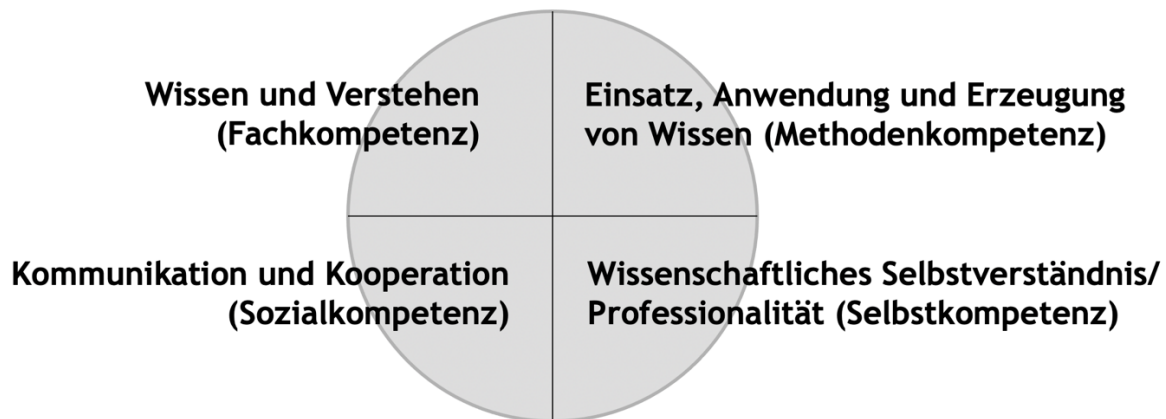 Wissen und Verstehen
(Fachkompetenz)
Einsatz, Anwendung und Erzeugung
von Wissen (Methodenkompetenz)
Kommunikation und Kooperation
(Sozialkompetenz)
Wissenschaftliches Selbstverständnis/
Professionalität (Selbstkompetenz)